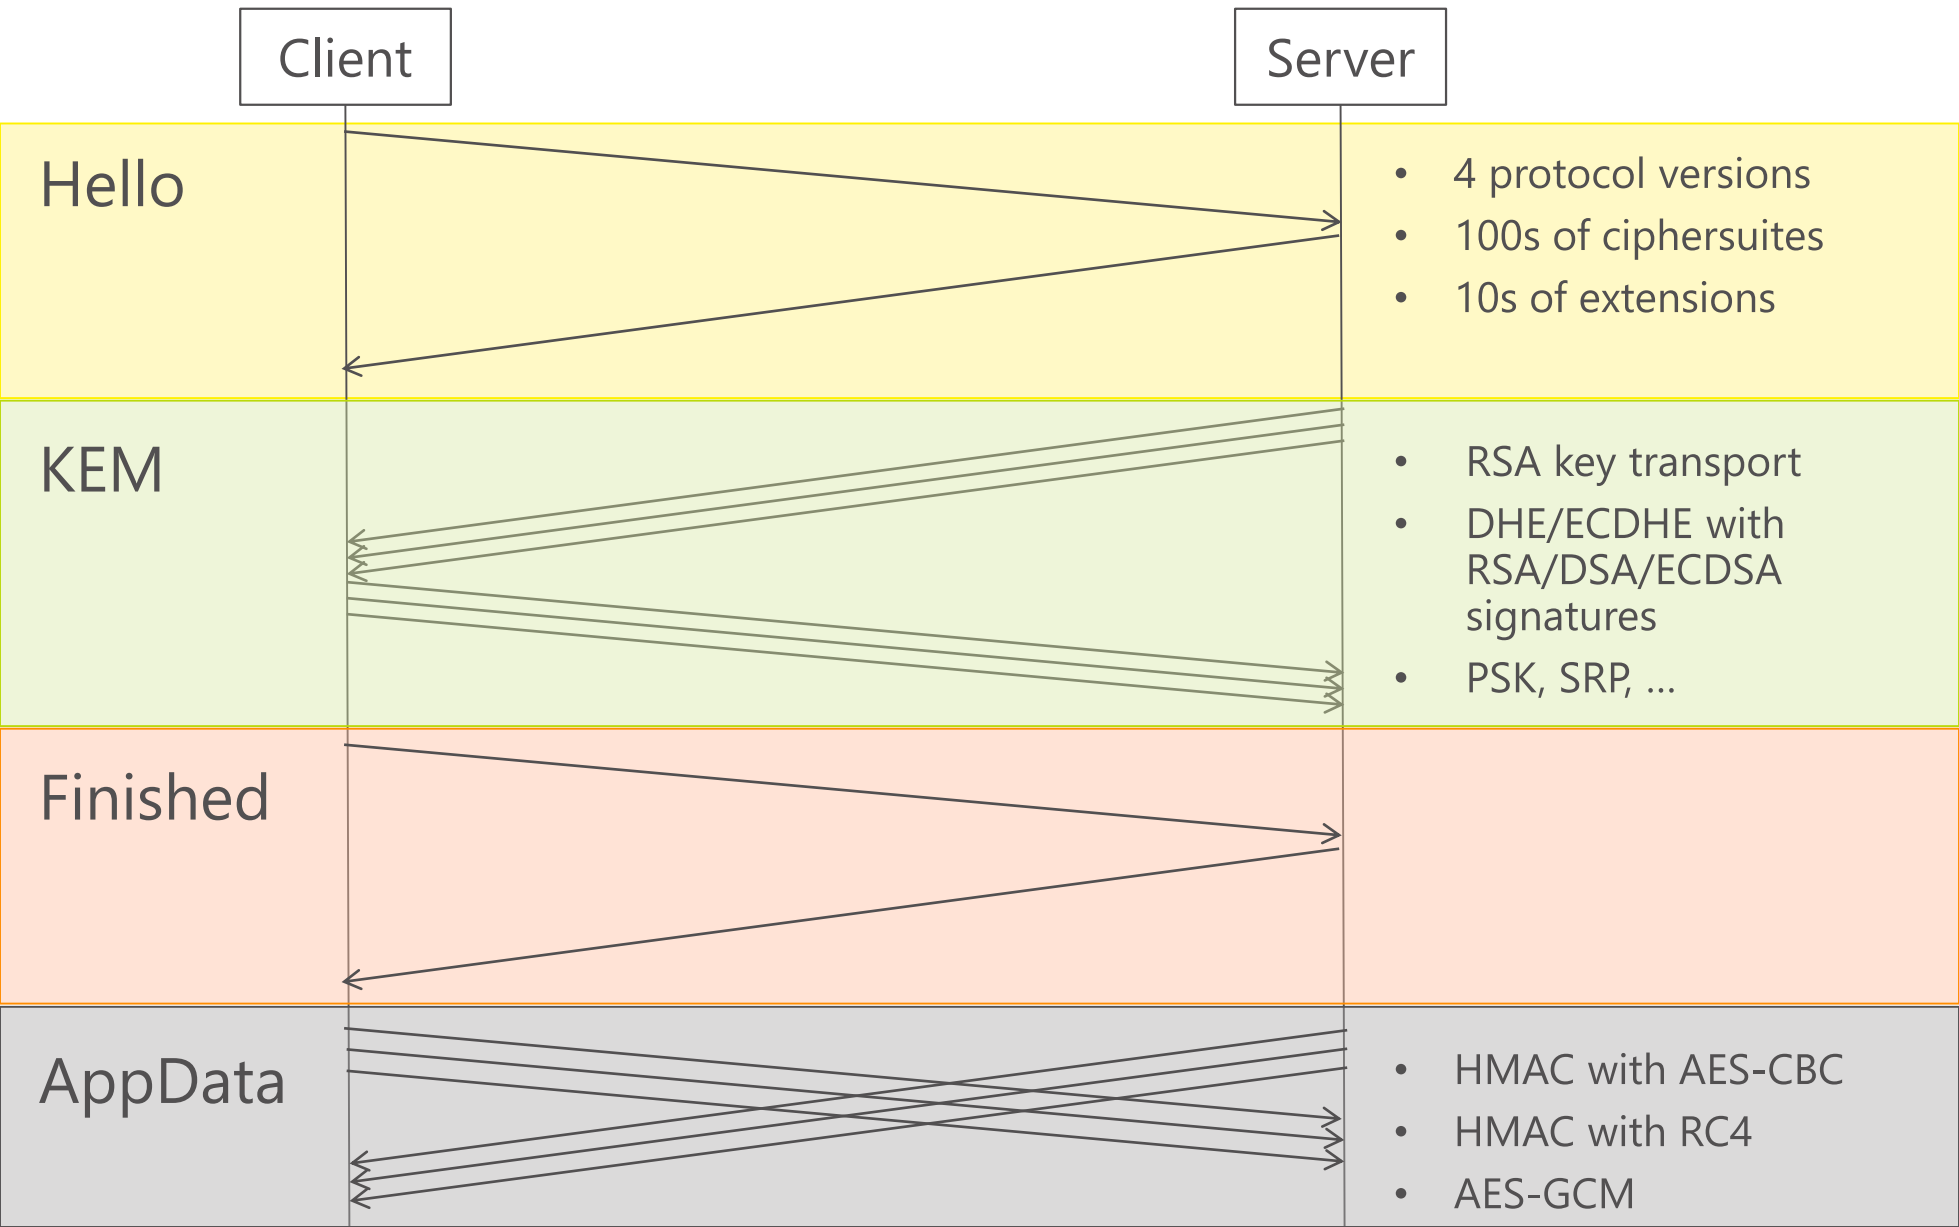 Client
Server
Hello
• 4 protocol versions
• 100s of ciphersuites
• 10s of extensions
KEM
• RSA key transport
• DHE/ECDHE with
RSA/DSA/ECDSA
signatures
• PSK, SRP, ...
Finished
AppData
• HMAC with AES-CBC
• HMAC with RC4
• AES-GCM